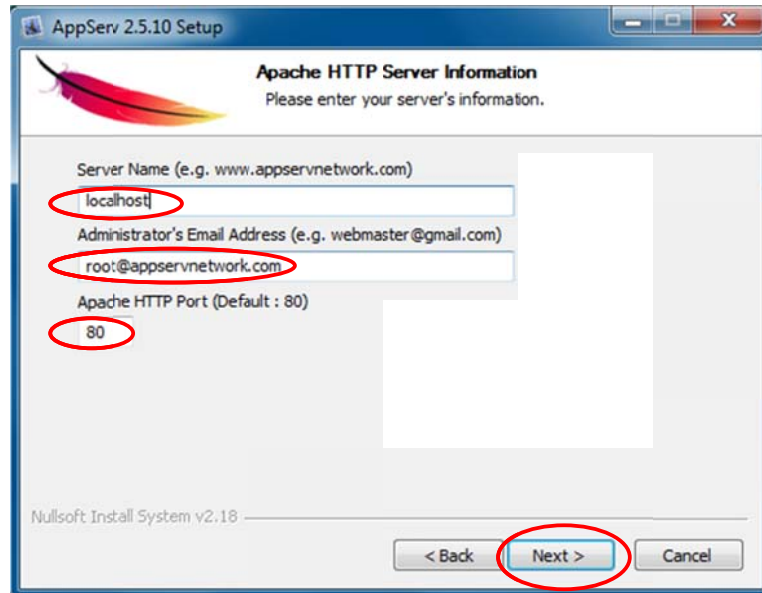 AppServ 2.5.10 Setup
Apache HTTP Server Information
Please enter your server's information.
Server Name (e.g. www.appservnetwork.com)
localhost
Administrator's Email Address (e.g. webmaster@gmail.com)
root@appservnetwork.com
Apache HTTP Port (Default : 80)
80
Nullsoft Install System v2.18
< Back Next > Cancel